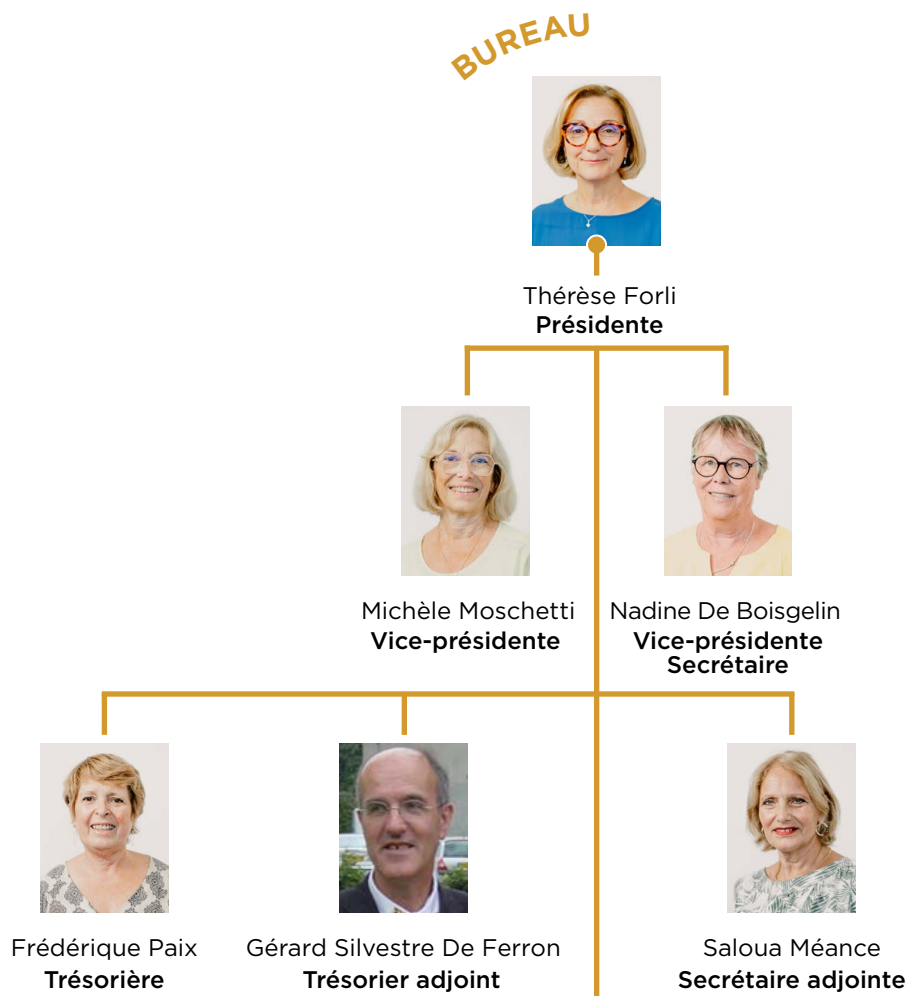 BUREAU
Thérèse Forli
Présidente
Michèle Moschetti
Vice-présidente
Nadine De Boisgelin
Vice-présidente
Secrétaire
Frédérique Paix
Trésorière
Gérard Silvestre De Ferron
Trésorier adjoint
Saloua Méance
Secrétaire adjointe